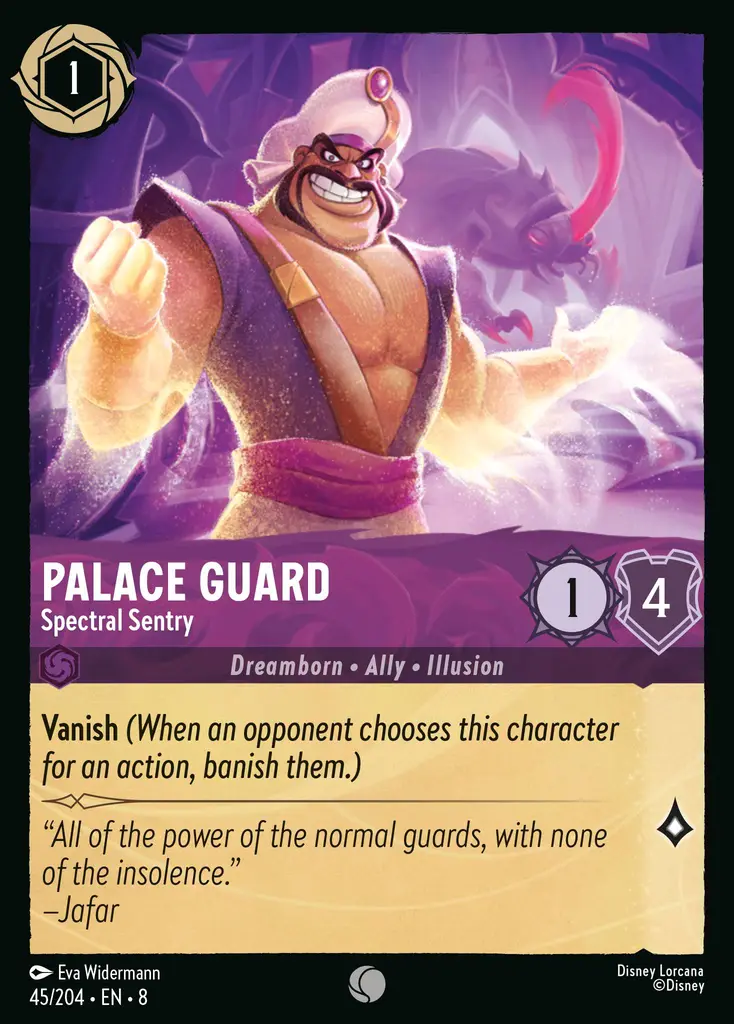 1
PALACE GUARD
Spectral Sentry
1
4
Dreamborn • Ally • Illusion
Vanish (When an opponent chooses this character
for an action, banish them.)
“All of the power of the normal guards, with none
of the insolence.”
–Jafar
Eva Widermann
45/204 • EN • 8
Disney Lorcana
©Disney